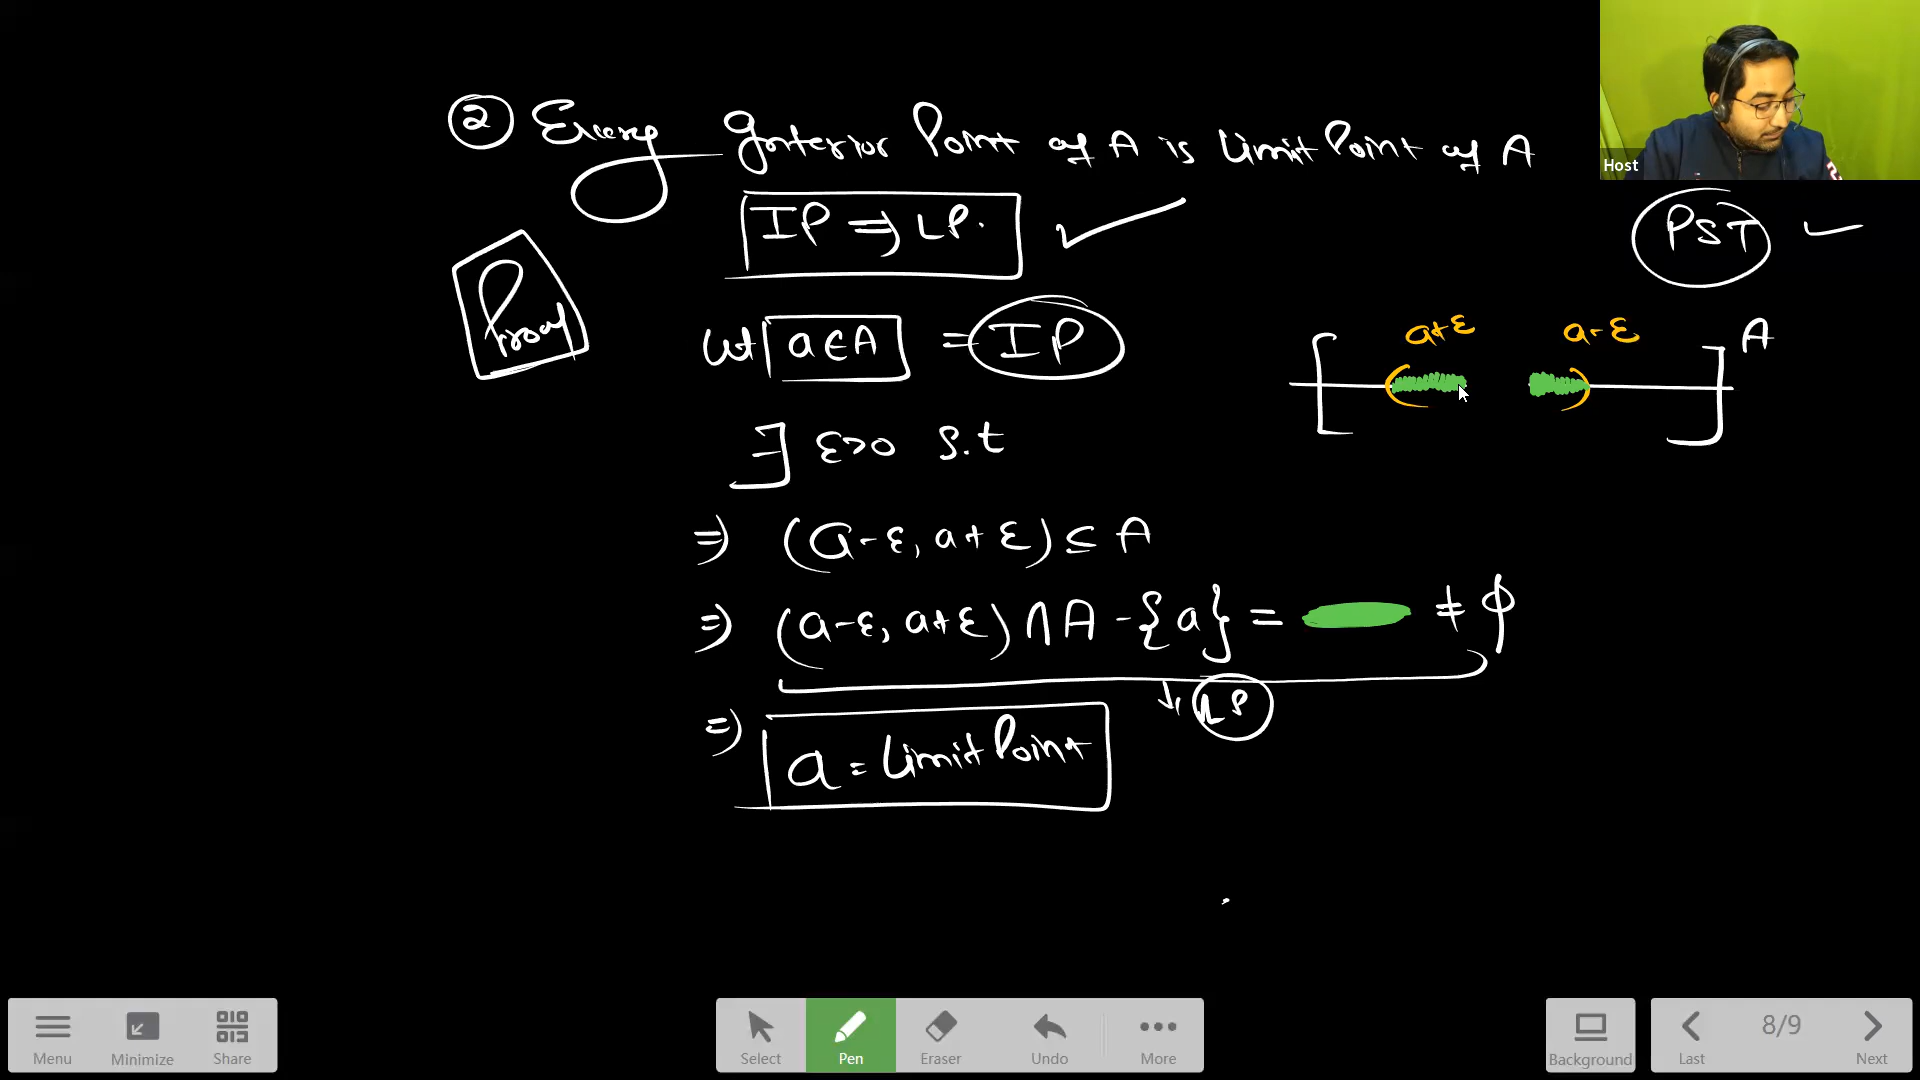 ② Every Interior Point of A is Limit Point of A
IP ⇒ LP.
PST
Proof
Let a∈A = IP
a+ε a-ε A
∃ ε>0 s.t
⇒ (a-ε, a+ε) ⊆ A
⇒ (a-ε, a+ε) ∩ A - {a} = ≠ ϕ
↓ LP
⇒ a = Limit Point
Host
Menu Minimize Share Select Pen Eraser Undo More Background Last 8/9 Next